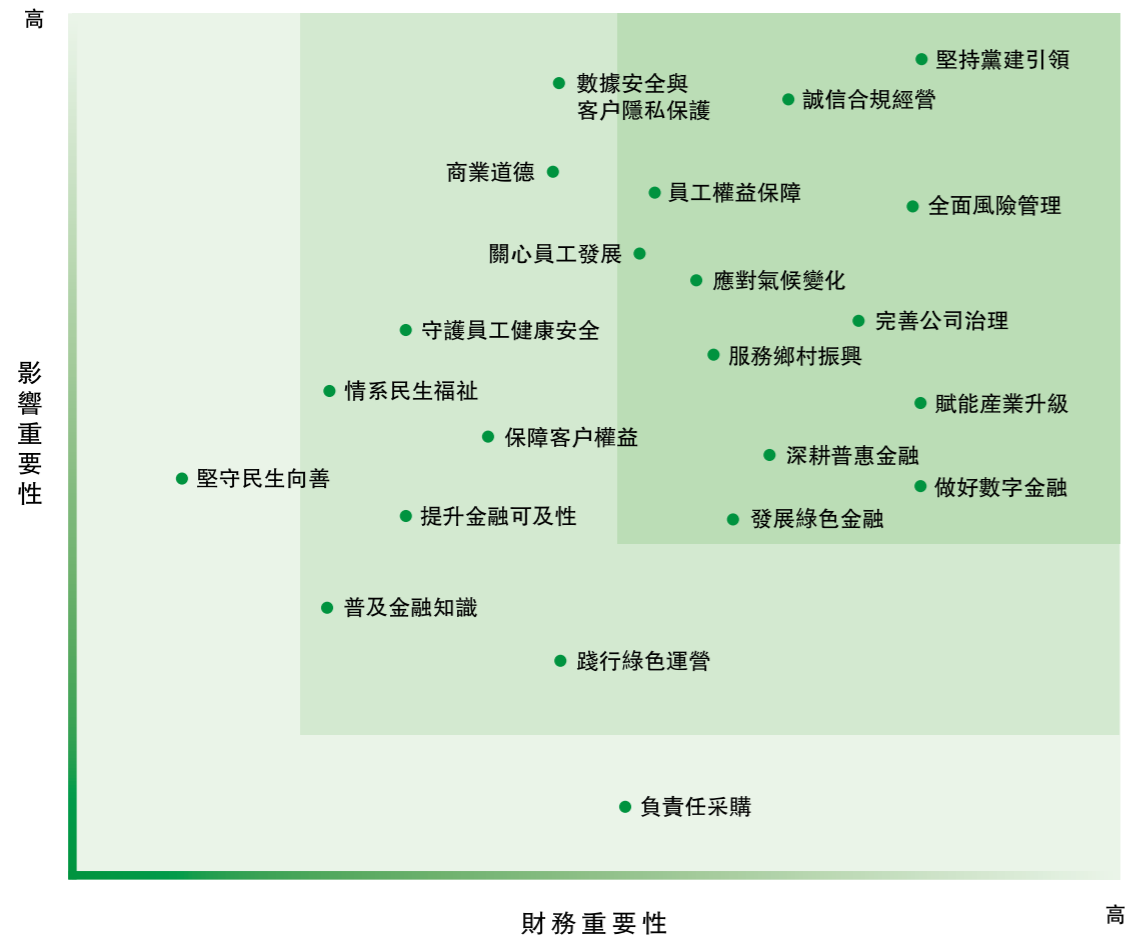 高
堅持黨建引領
數據安全與
客户隱私保護
誠信合規經營
商業道德
員工權益保障
全面風險管理
關心員工發展
應對氣候變化
完善公司治理
守護員工健康安全
服務鄉村振興
情系民生福祉
賦能産業升級
保障客户權益
深耕普惠金融
堅守民生向善
做好數字金融
提升金融可及性
發展綠色金融
普及金融知識
踐行綠色運營
負責任采購
影響重要性
財務重要性
高